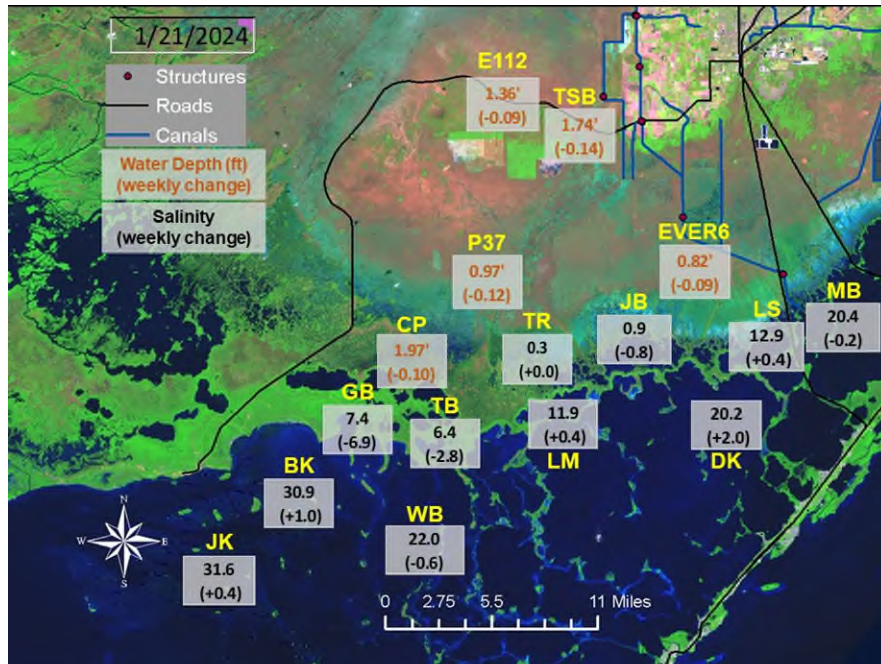 1/21/2024
Structures
Roads
Canals
Water Depth (ft)
(weekly change)
Salinity
(weekly change)
E112
1.36'
(-0.09)
TSB
1.74'
(-0.14)
P37
0.97'
(-0.12)
EVER6
0.82'
(-0.09)
CP
1.97'
(-0.10)
TR
0.3
(+0.0)
JB
0.9
(-0.8)
LS
12.9
(+0.4)
MB
20.4
(-0.2)
GB
7.4
(-6.9)
TB
6.4
(-2.8)
11.9
(+0.4)
LM
20.2
(+2.0)
DK
BK
30.9
(+1.0)
JK
31.6
(+0.4)
WB
22.0
(-0.6)
N
W E
S
0 2.75 5.5 11 Miles